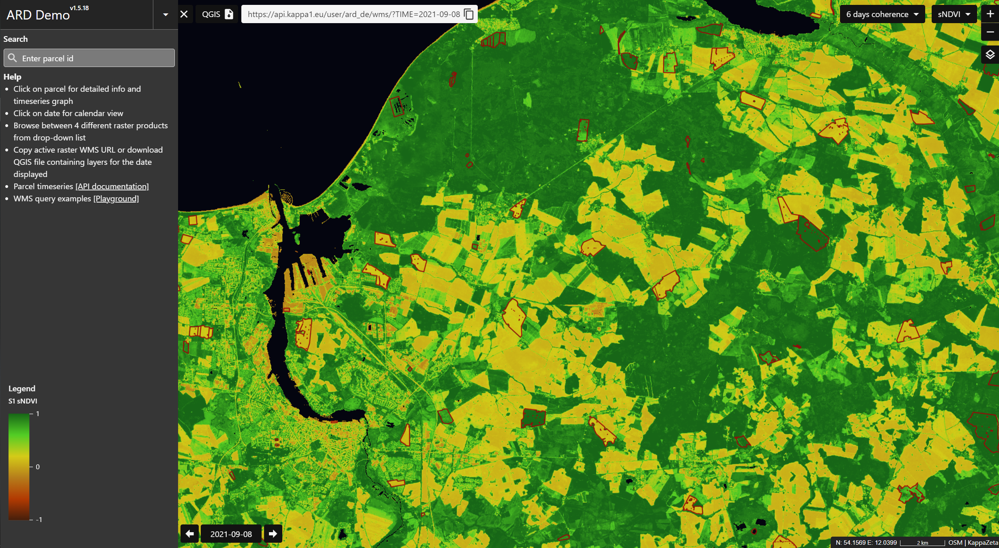 ARD Demo v1.5.18
QGIS
https://api.kappa1.eu/user/ard_de/wms/?TIME=2021-09-08
6 days coherence
sNDVI
Search
Enter parcel id
Help
Click on parcel for detailed info and
timeseries graph
Click on date for calendar view
Browse between 4 different raster products
from drop-down list
Copy active raster WMS URL or download
QGIS file containing layers for the date
displayed
Parcel timeseries [API documentation]
WMS query examples [Playground]
Legend
S1 sNDVI
1
0
-1
2021-09-08
N: 54.1569 E: 12.0399 2 km OSM | KappaZeta